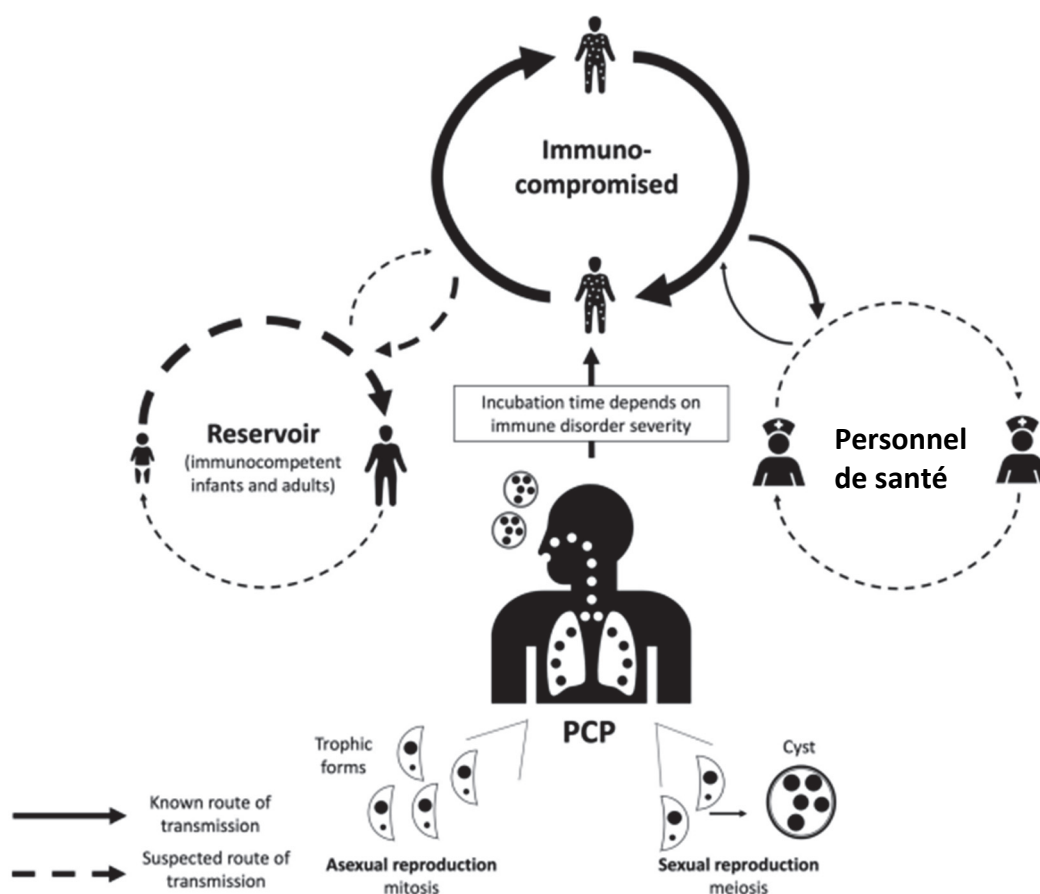 Immuno-
compromised
Incubation time depends on
immune disorder severity
Reservoir
(immunocompetent
infants and adults)
Personnel
de santé
PCP
Trophic
forms
Cyst
Known route of
transmission
Suspected route of
transmission
Asexual reproduction
mitosis
Sexual reproduction
meiosis